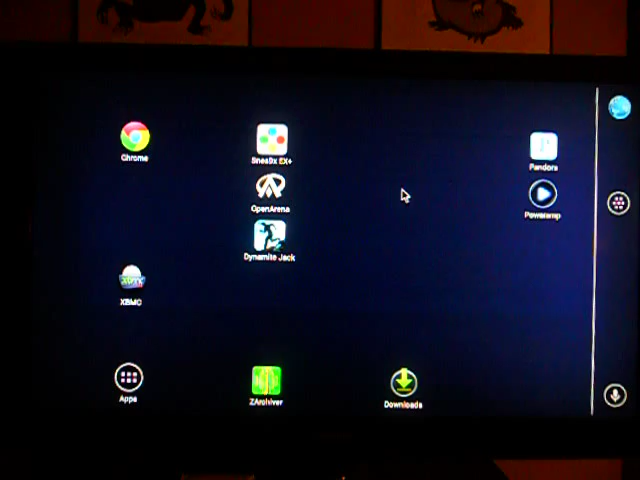 Chrome
Snes9x EX+
Pandora
OpenArena
Poweramp
Dynamite Jack
XBMC
Apps
ZArchiver
Downloads